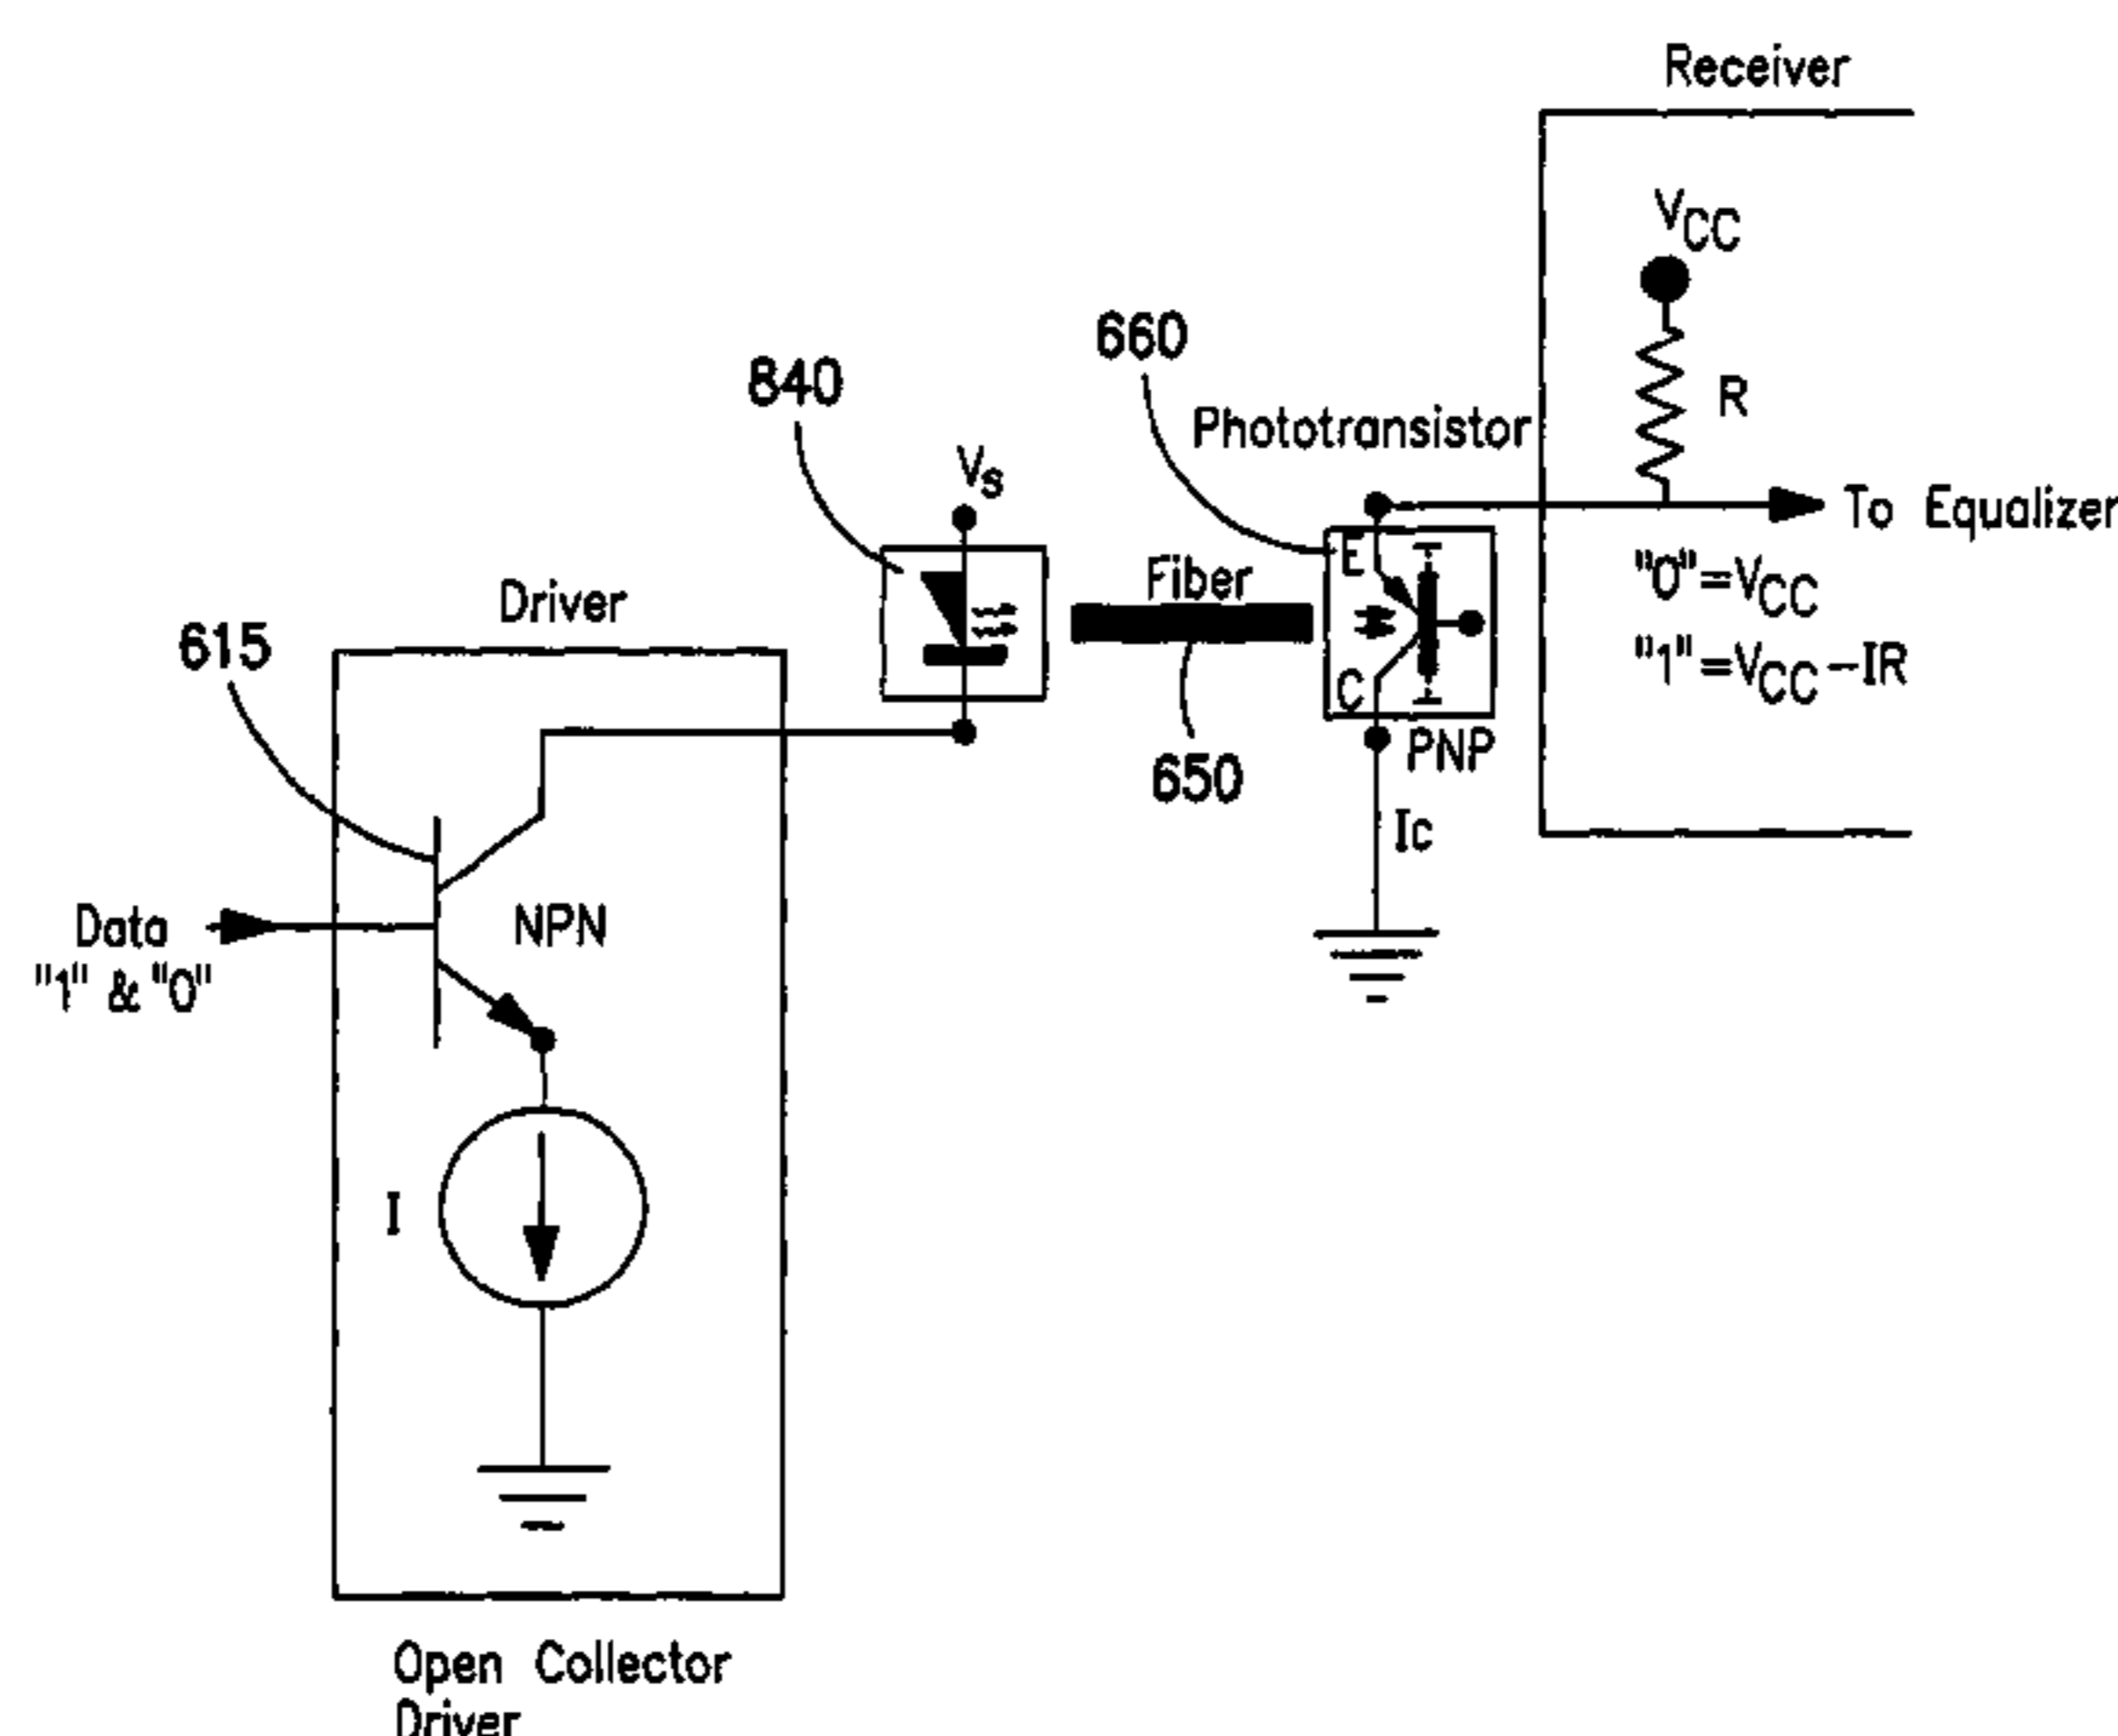 Receiver
VCC
R
660
Phototransistor
840
VS
To Equalizer
"0"=VCC
"1"=VCC-IR
E
Fiber
C
PNP
650
Ic
Driver
615
Data
"1" & "0"
NPN
I
Open Collector
Driver